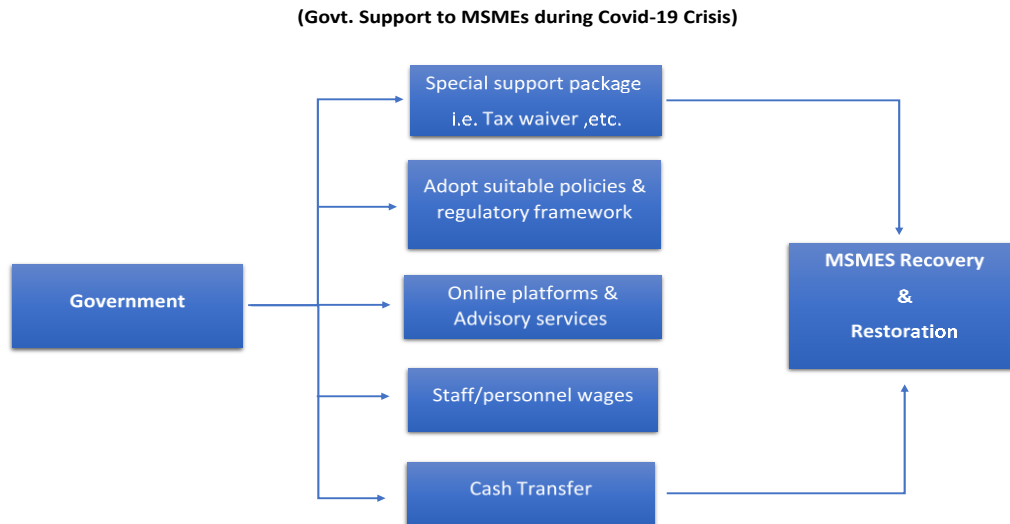 (Govt. Support to MSMEs during Covid-19 Crisis)
Special support package
i.e. Tax waiver ,etc.
Adopt suitable policies &
regulatory framework
Government
Online platforms &
Advisory services
MSMES Recovery
&
Restoration
Staff/personnel wages
Cash Transfer